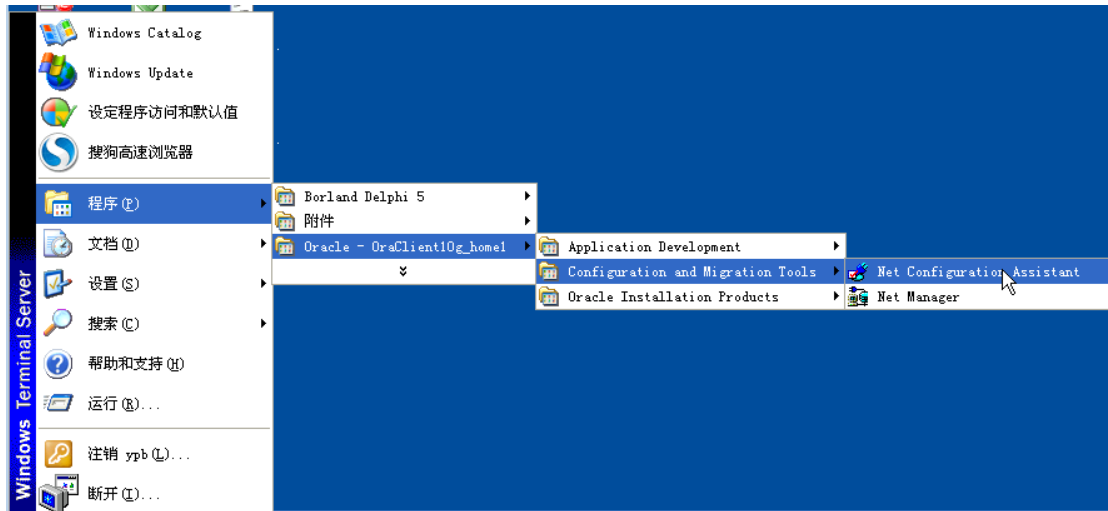 Windows Catalog
Windows Update
设定程序访问和默认值
搜狗高速浏览器
程序(P)
文档(D)
设置(S)
搜索(C)
帮助和支持(H)
运行(R)...
注销 ypb(L)...
断开(I)...
Windows Terminal Server
Borland Delphi 5
附件
Oracle - OraClient10g_home1
Application Development
Configuration and Migration Tools
Oracle Installation Products
Net Configuration Assistant
Net Manager